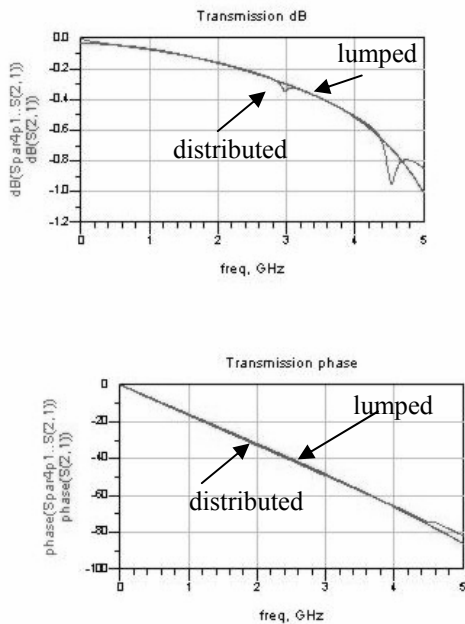 Transmission dB
0.0
-0.2
-0.4
-0.6
-0.8
-1.0
-1.2
dB(Spar4p1..S(2,1))
dB(S(2,1))
lumped
distributed
0
1
2
3
4
5
freq, GHz
Transmission phase
0
-20
-40
-60
-80
-100
phase(Spar4p1..S(2,1))
phase(S(2,1))
lumped
distributed
0
1
2
3
4
5
freq, GHz